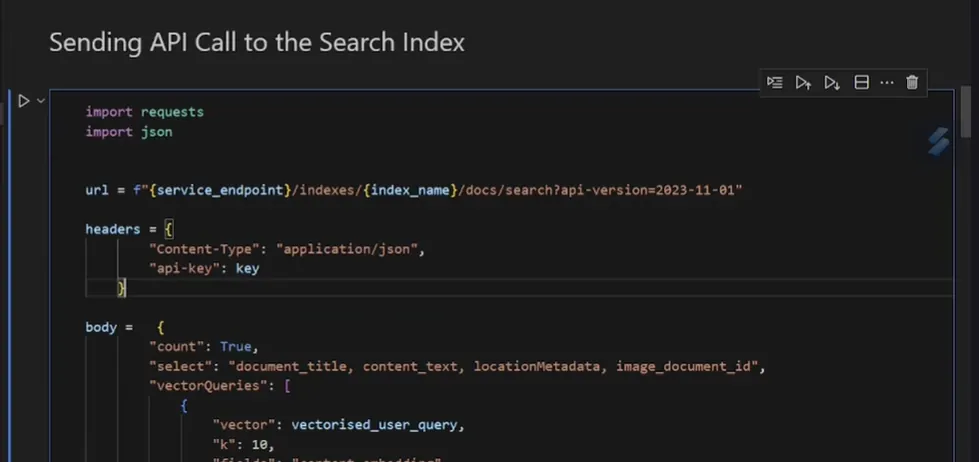 Sending API Call to the Search Index
import requests
import json
url = f"{service_endpoint}/indexes/{index_name}/docs/search?api-version=2023-11-01"
headers = {
"Content-Type": "application/json",
"api-key": key
}
body = {
"count": True,
"select": "document_title, content_text, locationMetadata, image_document_id",
"vectorQueries": [
{
"vector": vectorised_user_query,
"k": 10,
"fields": "content_embedding"